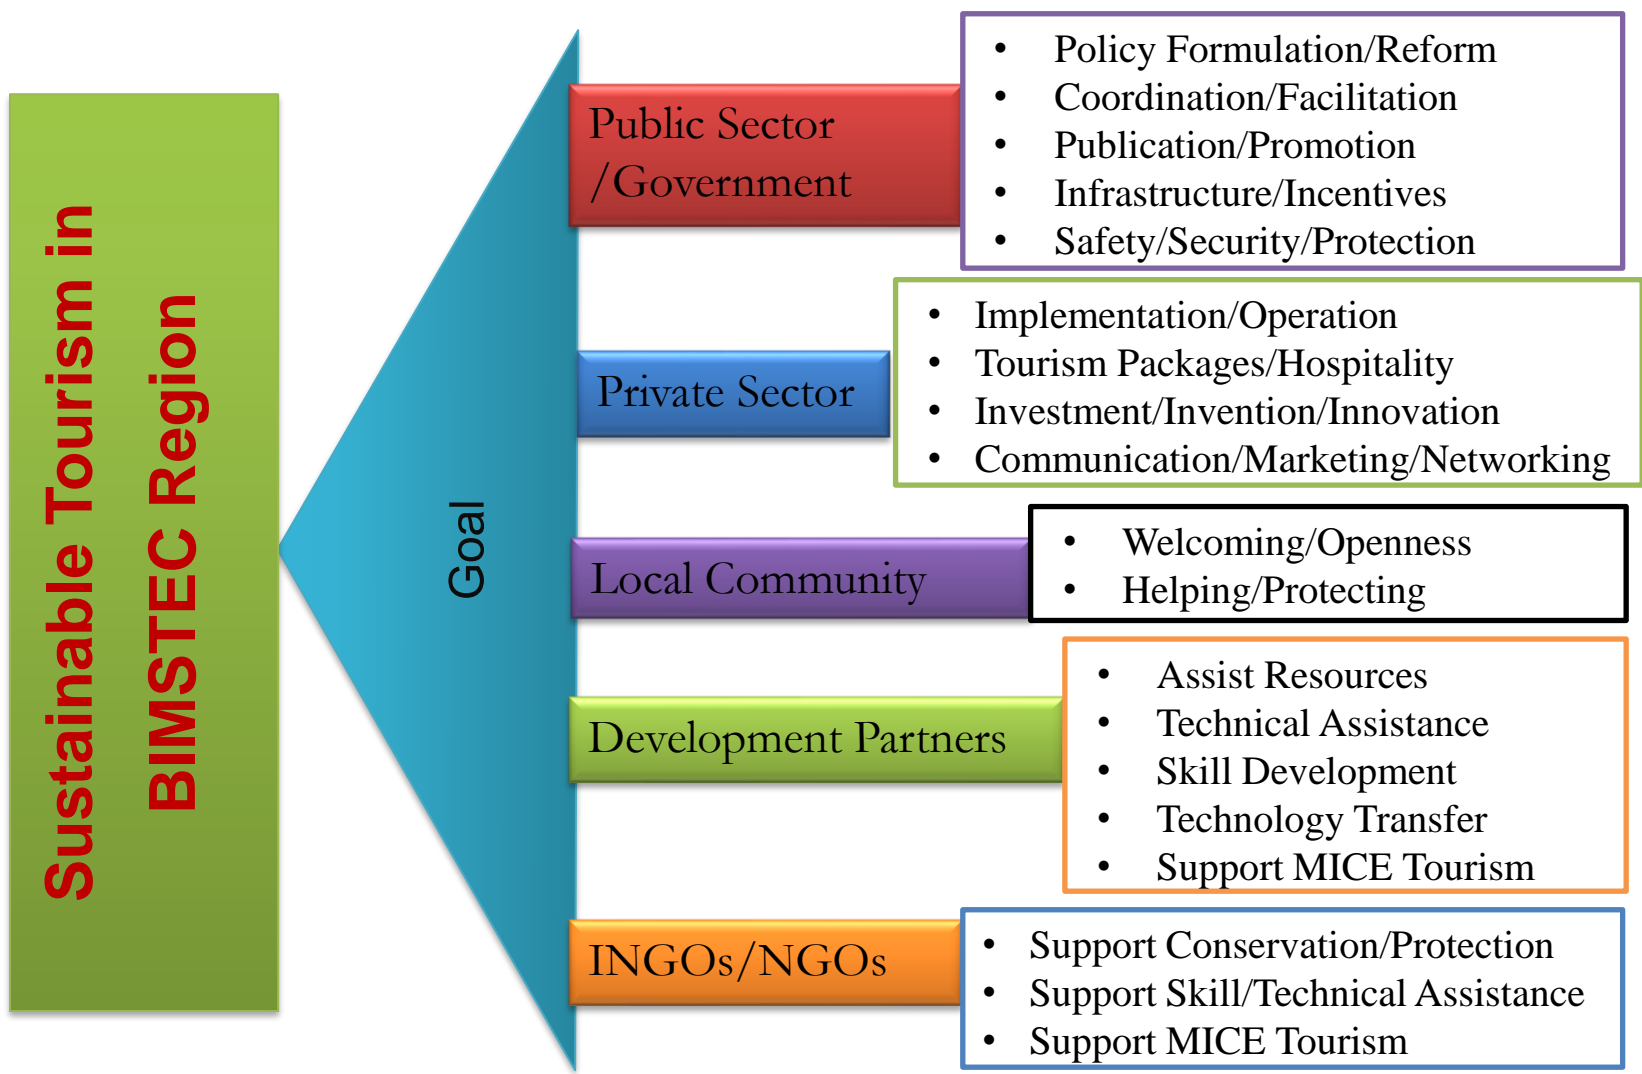 Sustainable Tourism in
BIMSTEC Region
Goal
Public Sector
/Government
• Policy Formulation/Reform
• Coordination/Facilitation
• Publication/Promotion
• Infrastructure/Incentives
• Safety/Security/Protection
Private Sector
• Implementation/Operation
• Tourism Packages/Hospitality
• Investment/Invention/Innovation
• Communication/Marketing/Networking
Local Community
• Welcoming/Openness
• Helping/Protecting
Development Partners
• Assist Resources
• Technical Assistance
• Skill Development
• Technology Transfer
• Support MICE Tourism
INGOs/NGOs
• Support Conservation/Protection
• Support Skill/Technical Assistance
• Support MICE Tourism